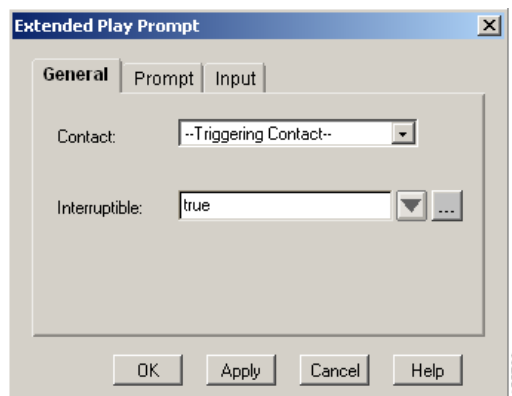 Extended Play Prompt
General Prompt Input
Contact: --Triggering Contact--
Interruptible: true ...
OK Apply Cancel Help